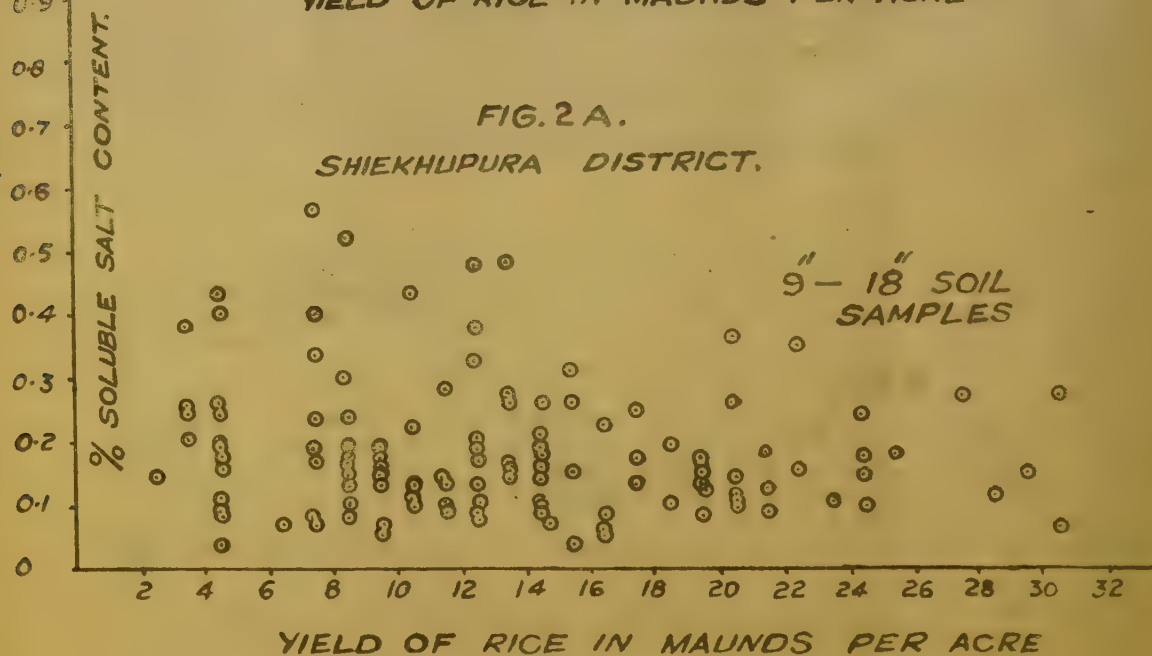 YIELD OF RICE IN MAUNDS PER ACRE
0.9
0.8
0.7
0.6
0.5
0.4
0.3
0.2
0.1
0
% SOLUBLE SALT CONTENT.
FIG. 2 A.
SHIEKHUPURA DISTRICT.
9" — 18" SOIL
SAMPLES
2 4 6 8 10 12 14 16 18 20 22 24 26 28 30 32
YIELD OF RICE IN MAUNDS PER ACRE